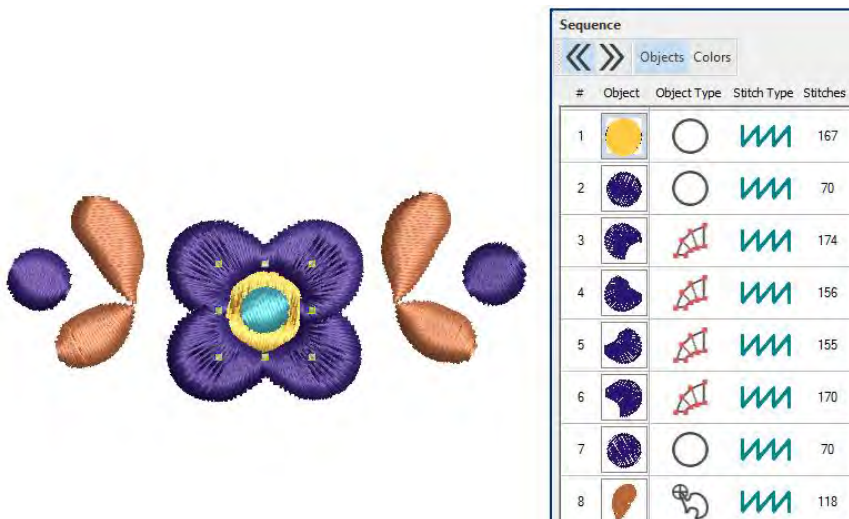 Sequence
Objects Colors
# Object Object Type Stitch Type Stitches
1 167
2 70
3 174
4 156
5 155
6 170
7 70
8 118